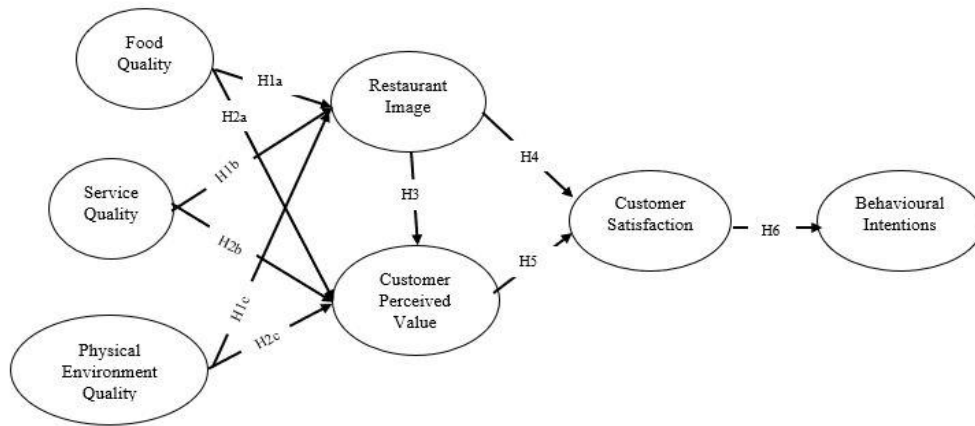 Food
Quality
H1a
Restaurant
Image
H2a
H1b
H4
Service
Quality
H3
Customer
Satisfaction
Behavioural
Intentions
H6
H2b
H5
Customer
Perceived
Value
H1c
H2c
Physical
Environment
Quality